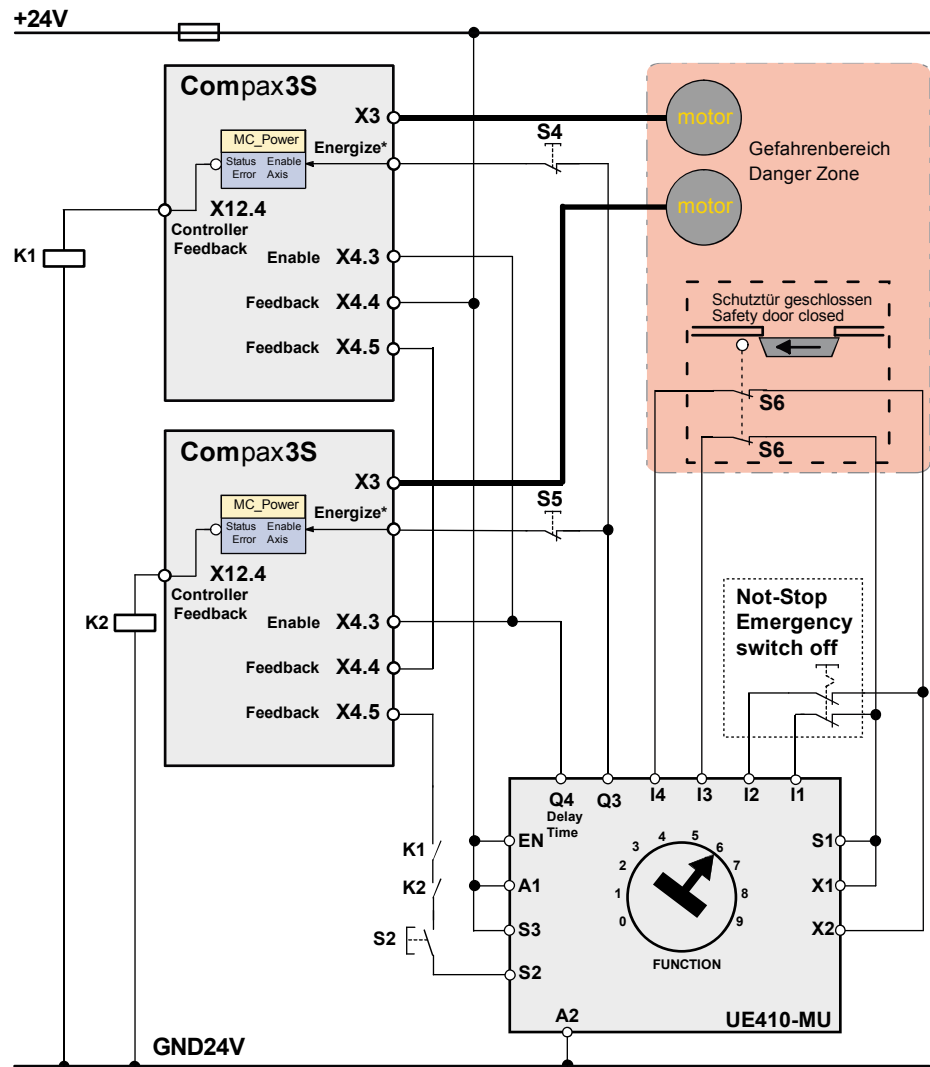 +24V
Compax3S
X3
MC_Power
Status Enable
Error Axis
Energize*
X12.4
Controller
Feedback
Enable X4.3
Feedback X4.4
Feedback X4.5
K1
S4
motor
motor
Gefahrenbereich
Danger Zone
Schutztür geschlossen
Safety door closed
S6
S6
Compax3S
X3
MC_Power
Status Enable
Error Axis
Energize*
X12.4
Controller
Feedback
Enable X4.3
Feedback X4.4
Feedback X4.5
K2
S5
Not-Stop
Emergency
switch off
K1
K2
S2
Q4
Delay
Time
Q3
I4
I3
I2
I1
EN
A1
S3
S2
S1
X1
X2
0
1
2
3
4
5
6
7
8
9
FUNCTION
A2
UE410-MU
GND24V